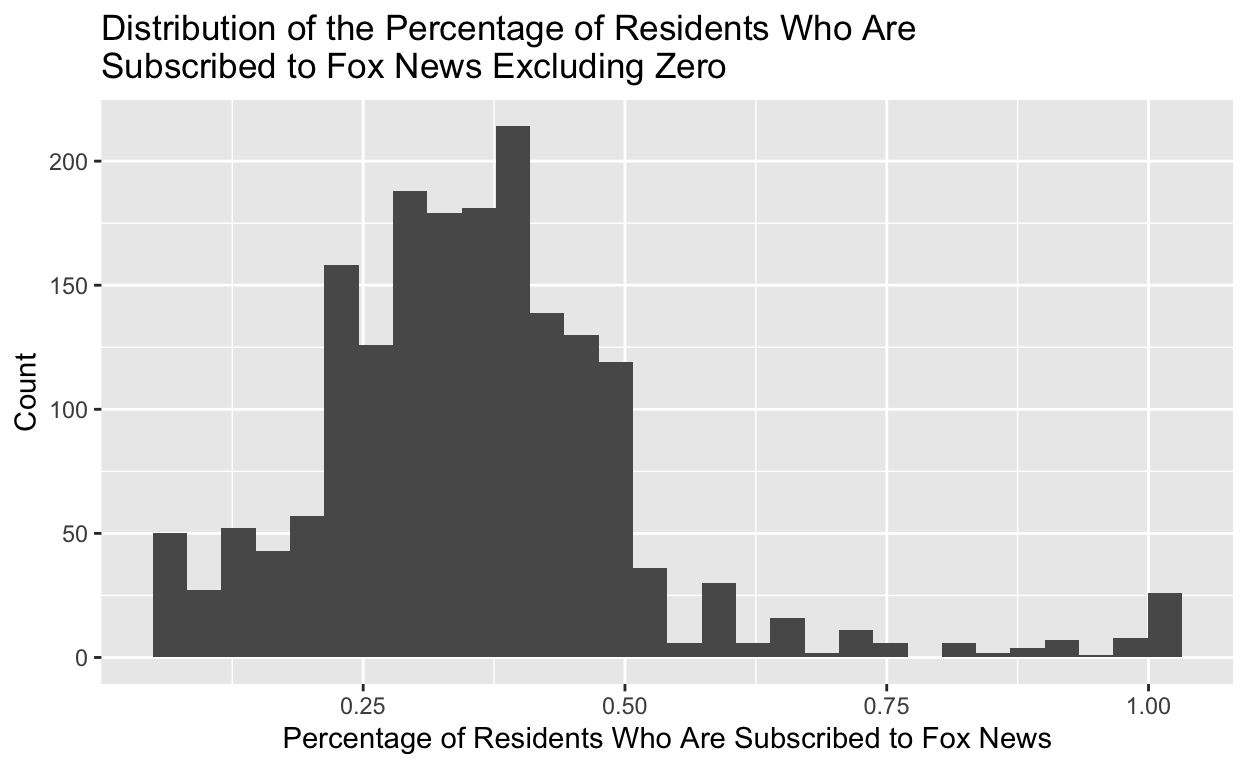 Distribution of the Percentage of Residents Who Are
Subscribed to Fox News Excluding Zero
200
150
100
50
0
Count
0.25 0.50 0.75 1.00
Percentage of Residents Who Are Subscribed to Fox News